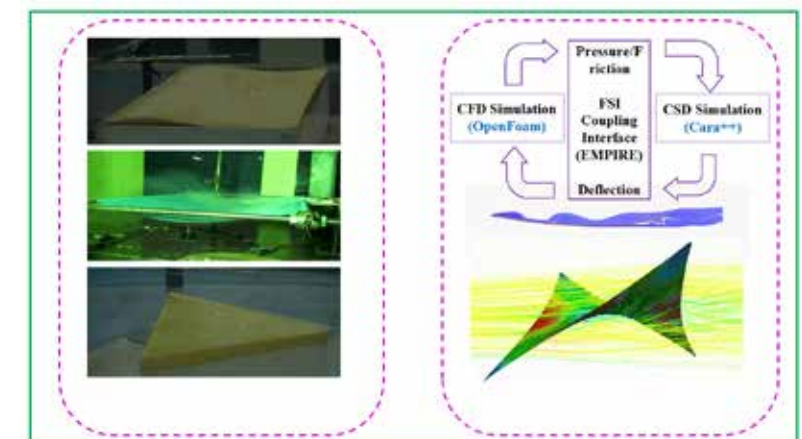 Pressure/F
riction
CFD Simulation
(OpenFoam)
FSI
Coupling
Interface
(EMPIRE)
CSD Simulation
(Cara++)
Deflection